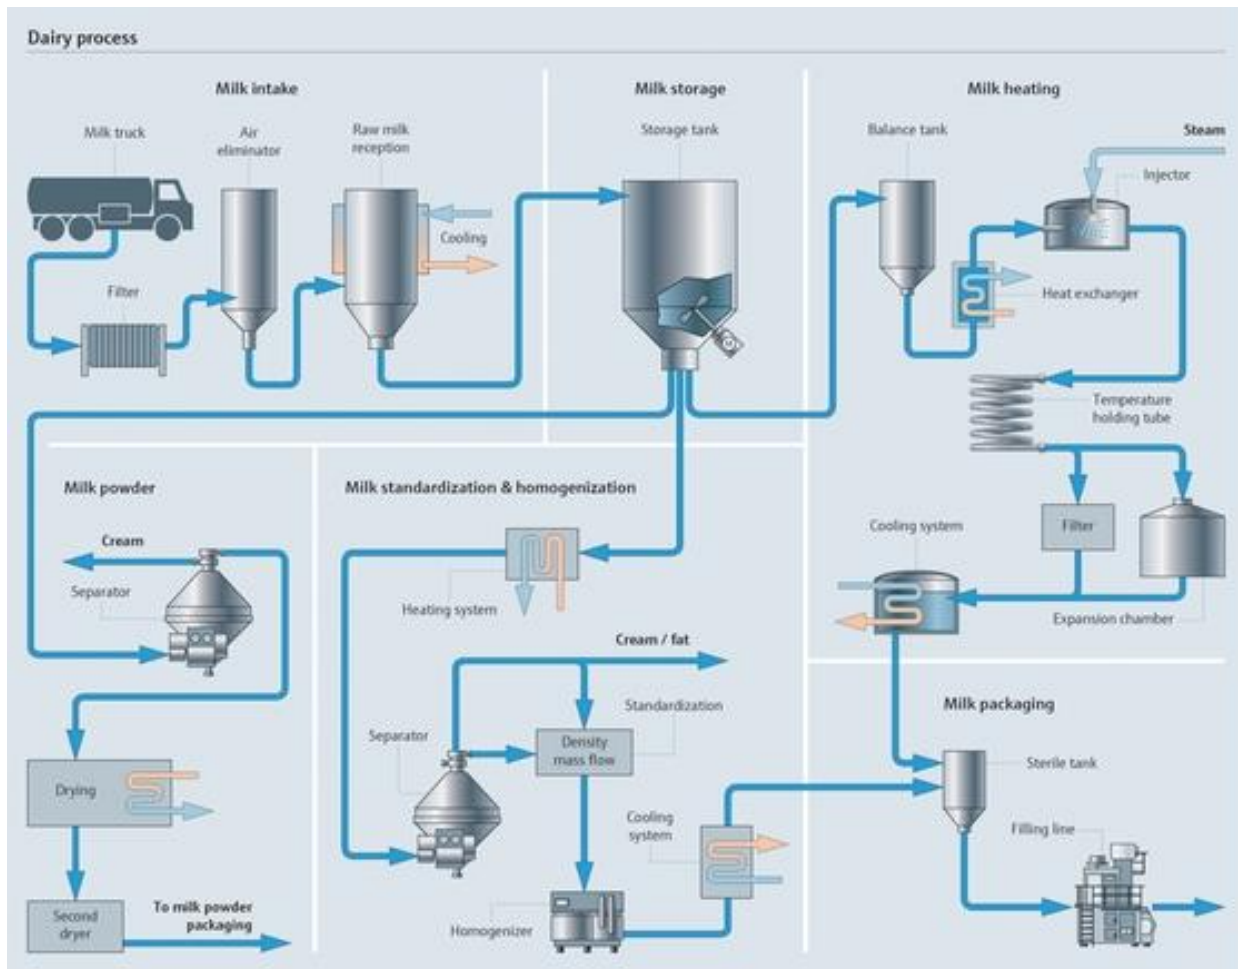 Dairy process
Milk intake
Milk truck
Air
eliminator
Raw milk
reception
Cooling
Filter
Milk storage
Storage tank
M
Milk heating
Balance tank
Steam
Injector
Heat exchanger
Temperature
holding tube
Filter
Cooling system
Expansion chamber
Milk powder
Cream
Separator
Drying
Second
dryer
To milk powder
packaging
Milk standardization & homogenization
Heating system
Cream / fat
Standardization
Separator
Density
mass flow
Cooling
system
Homogenizer
Milk packaging
Sterile tank
Filling line